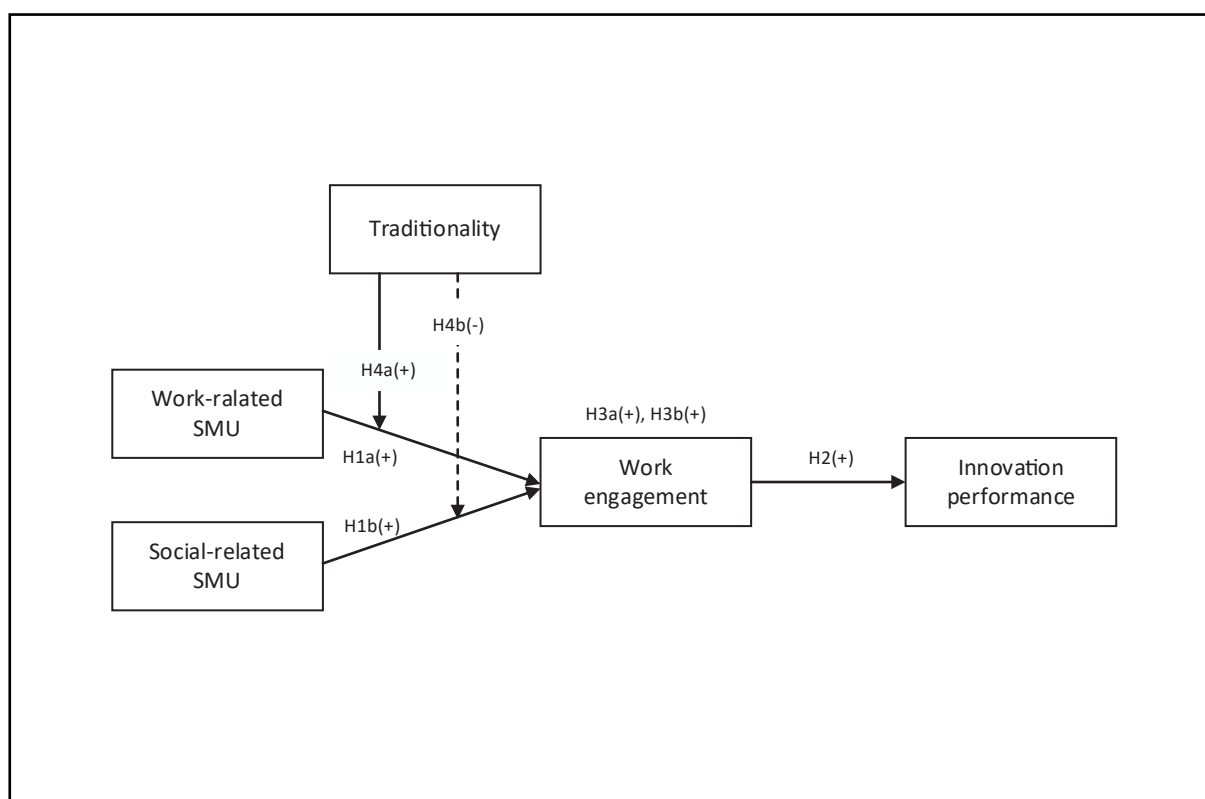 Traditionality
H4b(-)
H4a(+)
Work-ralated
SMU
H1a(+)
H3a(+), H3b(+)
Work
engagement
H2(+)
Innovation
performance
H1b(+)
Social-related
SMU